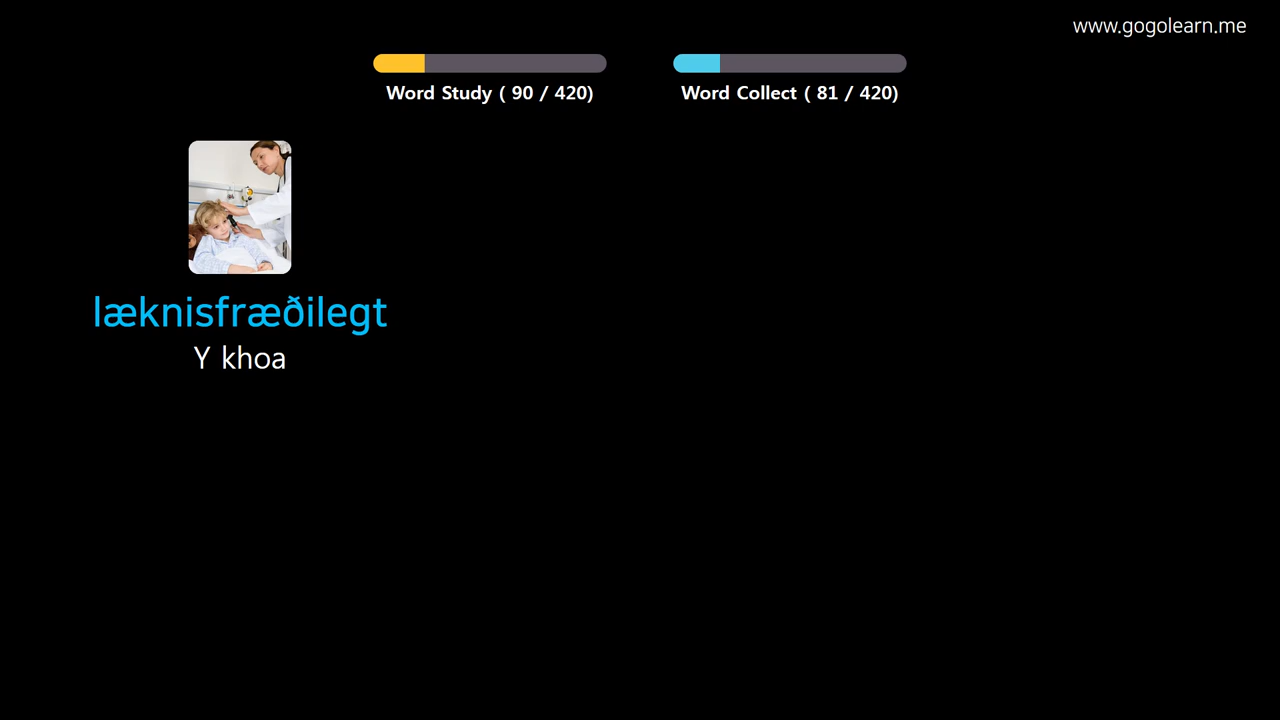 www.gogolearn.me
Word Study ( 90 / 420)
Word Collect ( 81 / 420)
læknisfræðilegt
Y khoa